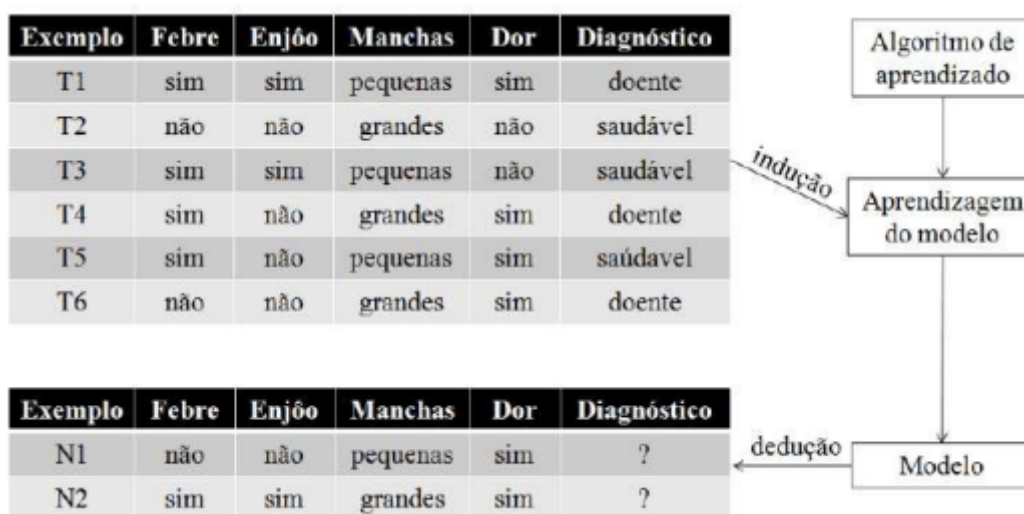 Exemplo Febre Enjôo Manchas Dor Diagnóstico
T1 sim sim pequenas sim doente
T2 não não grandes não saudável
T3 sim sim pequenas não saudável
T4 sim não grandes sim doente
T5 sim não pequenas sim saúdavel
T6 não não grandes sim doente
Algoritmo de
aprendizado
indução
Aprendizagem
do modelo
Exemplo Febre Enjôo Manchas Dor Diagnóstico
N1 não não pequenas sim ?
N2 sim sim grandes sim ?
dedução
Modelo